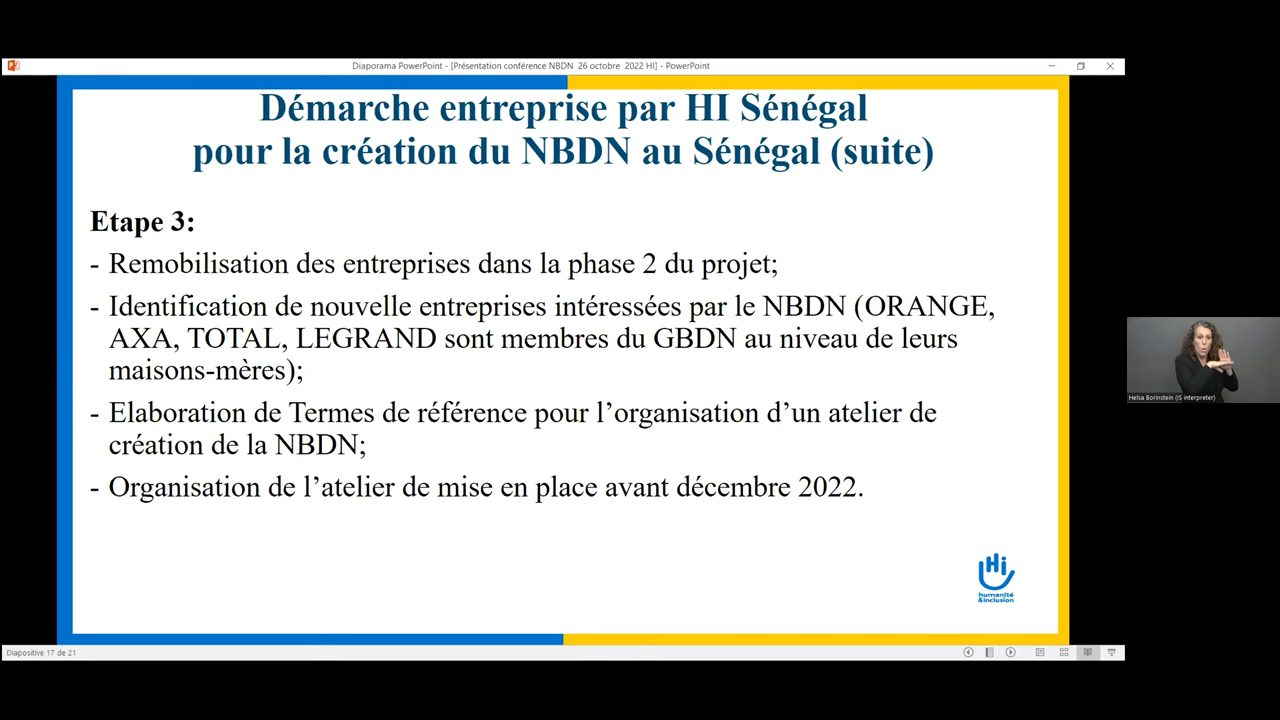 Diaporama PowerPoint - [Présentation conférence NBDN 26 octobre 2022 HI] - PowerPoint
Démarche entreprise par HI Sénégal
pour la création du NBDN au Sénégal (suite)
Etape 3:
- Remobilisation des entreprises dans la phase 2 du projet;
- Identification de nouvelle entreprises intéressées par le NBDN (ORANGE,
AXA, TOTAL, LEGRAND sont membres du GBDN au niveau de leurs
maisons-mères);
- Elaboration de Termes de référence pour l’organisation d’un atelier de
création de la NBDN;
- Organisation de l’atelier de mise en place avant décembre 2022.
Hi
humanité
&inclusion
Helsa Borinstein (IS interpreter)
Diapositive 17 de 21